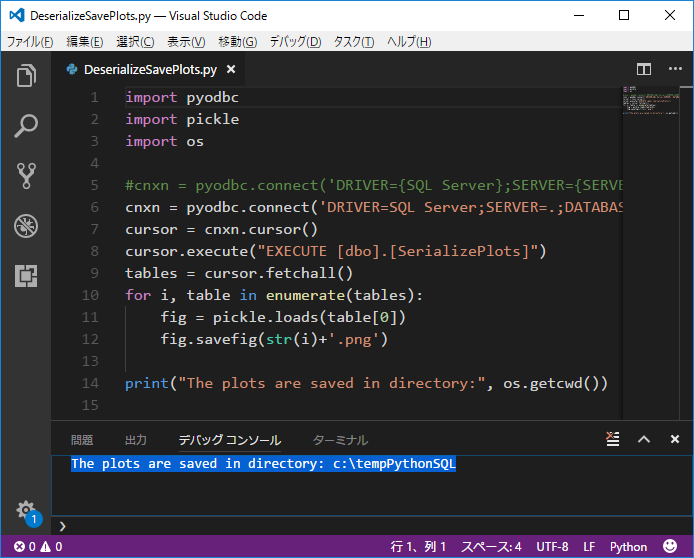 DeserializeSavePlots.py — Visual Studio Code
ファイル(F) 編集(E) 選択(C) 表示(V) 移動(G) デバッグ(D) タスク(T) ヘルプ(H)
DeserializeSavePlots.py
1 import pyodbc
2 import pickle
3 import os
4
5 #cnxn = pyodbc.connect('DRIVER={SQL Server};SERVER={SERVE
6 cnxn = pyodbc.connect('DRIVER=SQL Server;SERVER=.;DATABAS
7 cursor = cnxn.cursor()
8 cursor.execute("EXECUTE [dbo].[SerializePlots]")
9 tables = cursor.fetchall()
10 for i, table in enumerate(tables):
11 fig = pickle.loads(table[0])
12 fig.savefig(str(i)+'.png')
13
14 print("The plots are saved in directory:", os.getcwd())
15
問題 出力 デバッグ コンソール ターミナル
The plots are saved in directory: c:\tempPythonSQL
1
0 0 行 1、列 1 スペース: 4 UTF-8 LF Python